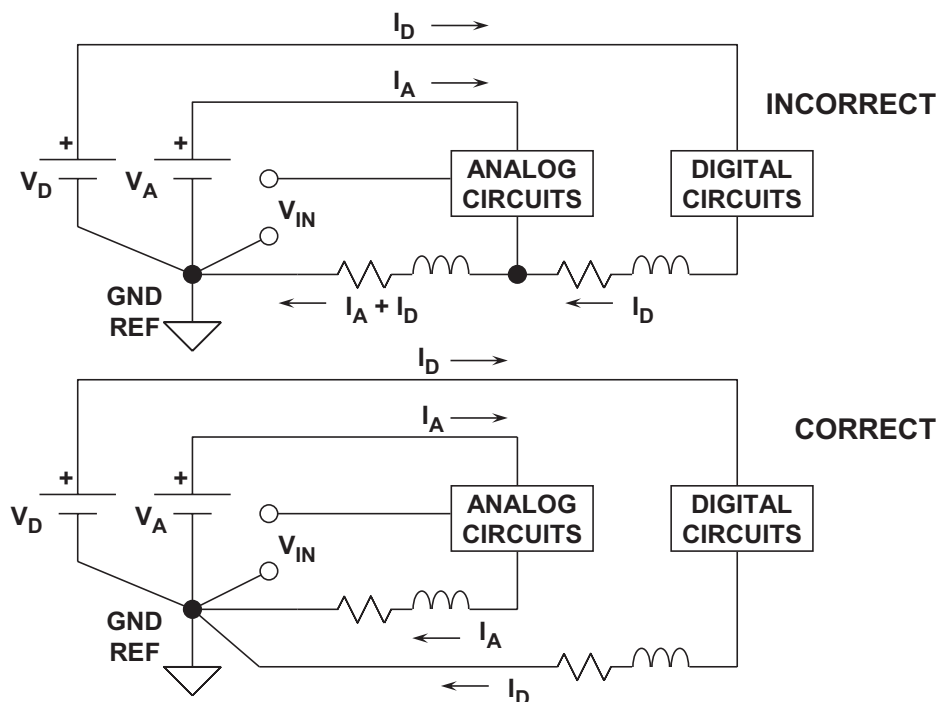 I_D
I_A
INCORRECT
+ +
V_D V_A
V_IN
ANALOG CIRCUITS
DIGITAL CIRCUITS
GND REF
I_A + I_D
I_D
I_D
I_A
CORRECT
+ +
V_D V_A
V_IN
ANALOG CIRCUITS
DIGITAL CIRCUITS
GND REF
I_A
I_D